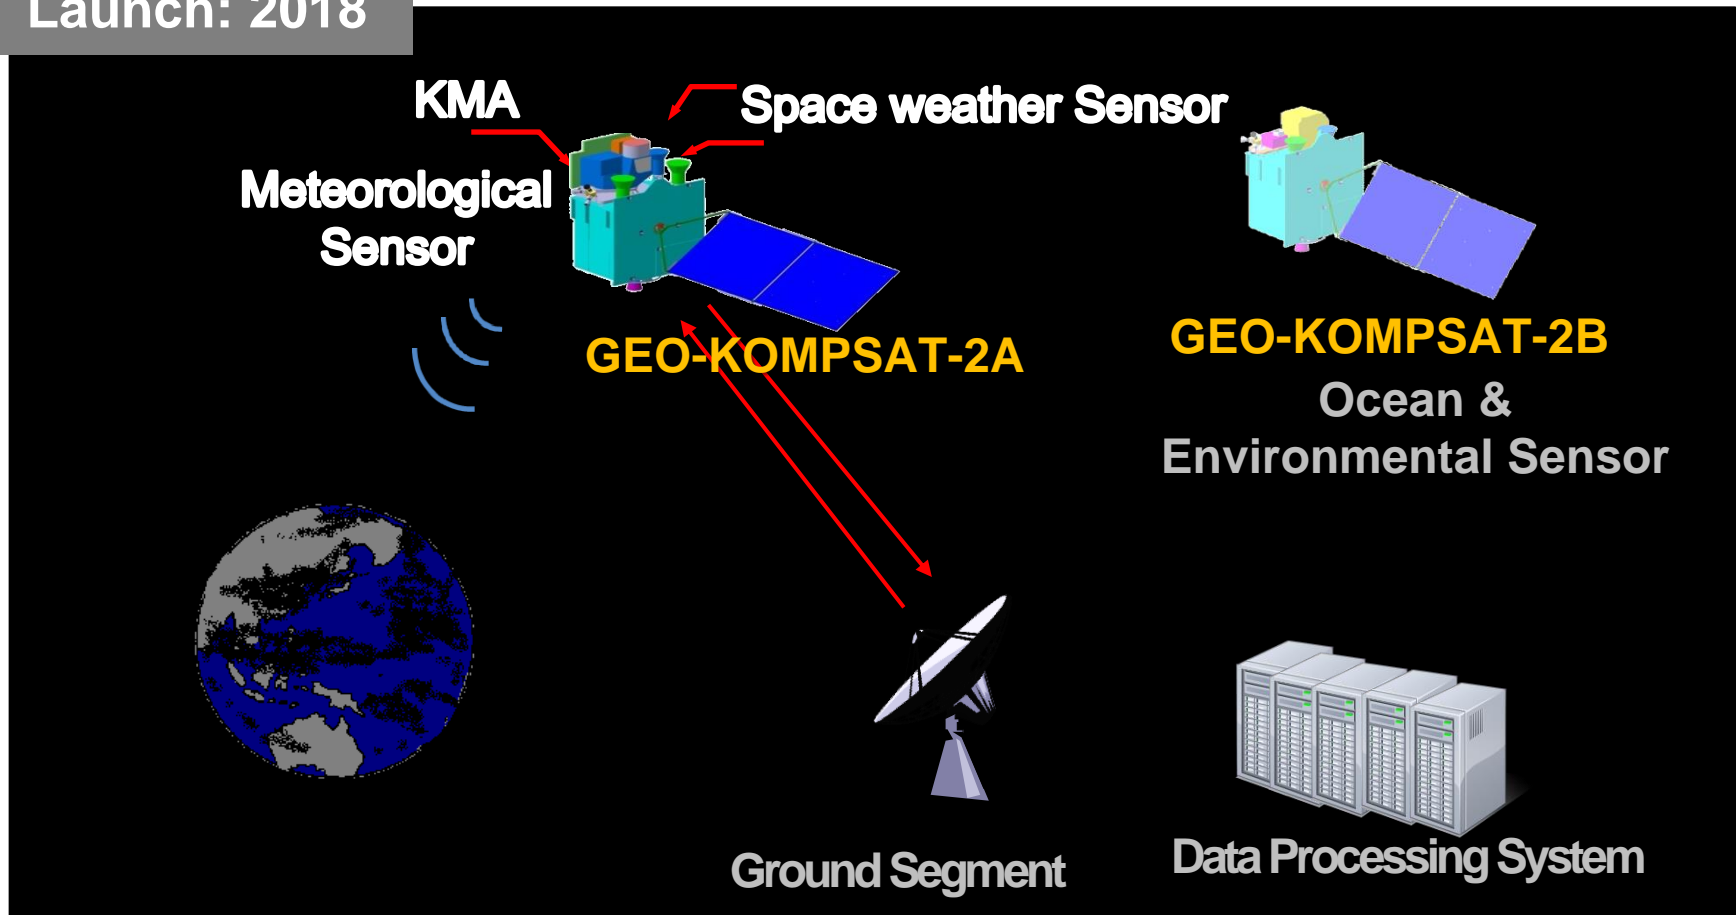 Launch: 2018
KMA
Space weather Sensor
Meteorological
Sensor
GEO-KOMPSAT-2A
GEO-KOMPSAT-2B
Ocean &
Environmental Sensor
Ground Segment
Data Processing System